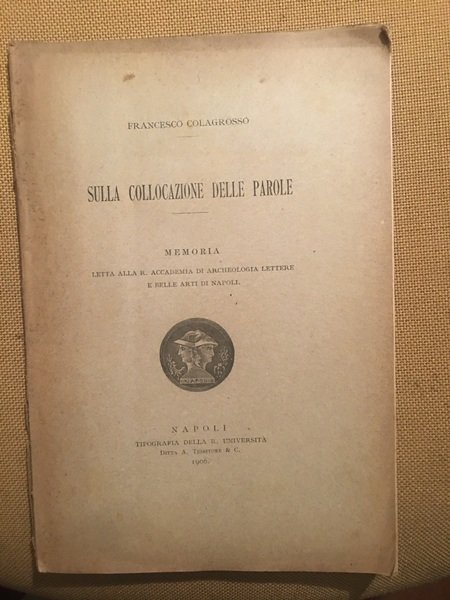 FRANCESCO COLAGROSSO
SULLA COLLOCAZIONE DELLE PAROLE
MEMORIA
LETTA ALLA R. ACCADEMIA DI ARCHEOLOGIA LETTERE
E BELLE ARTI DI NAPOLI.
NAPOLI
TIPOGRAFIA DELLA R. UNIVERSITÀ
DITTA A. TESSITORE & C.
1906.